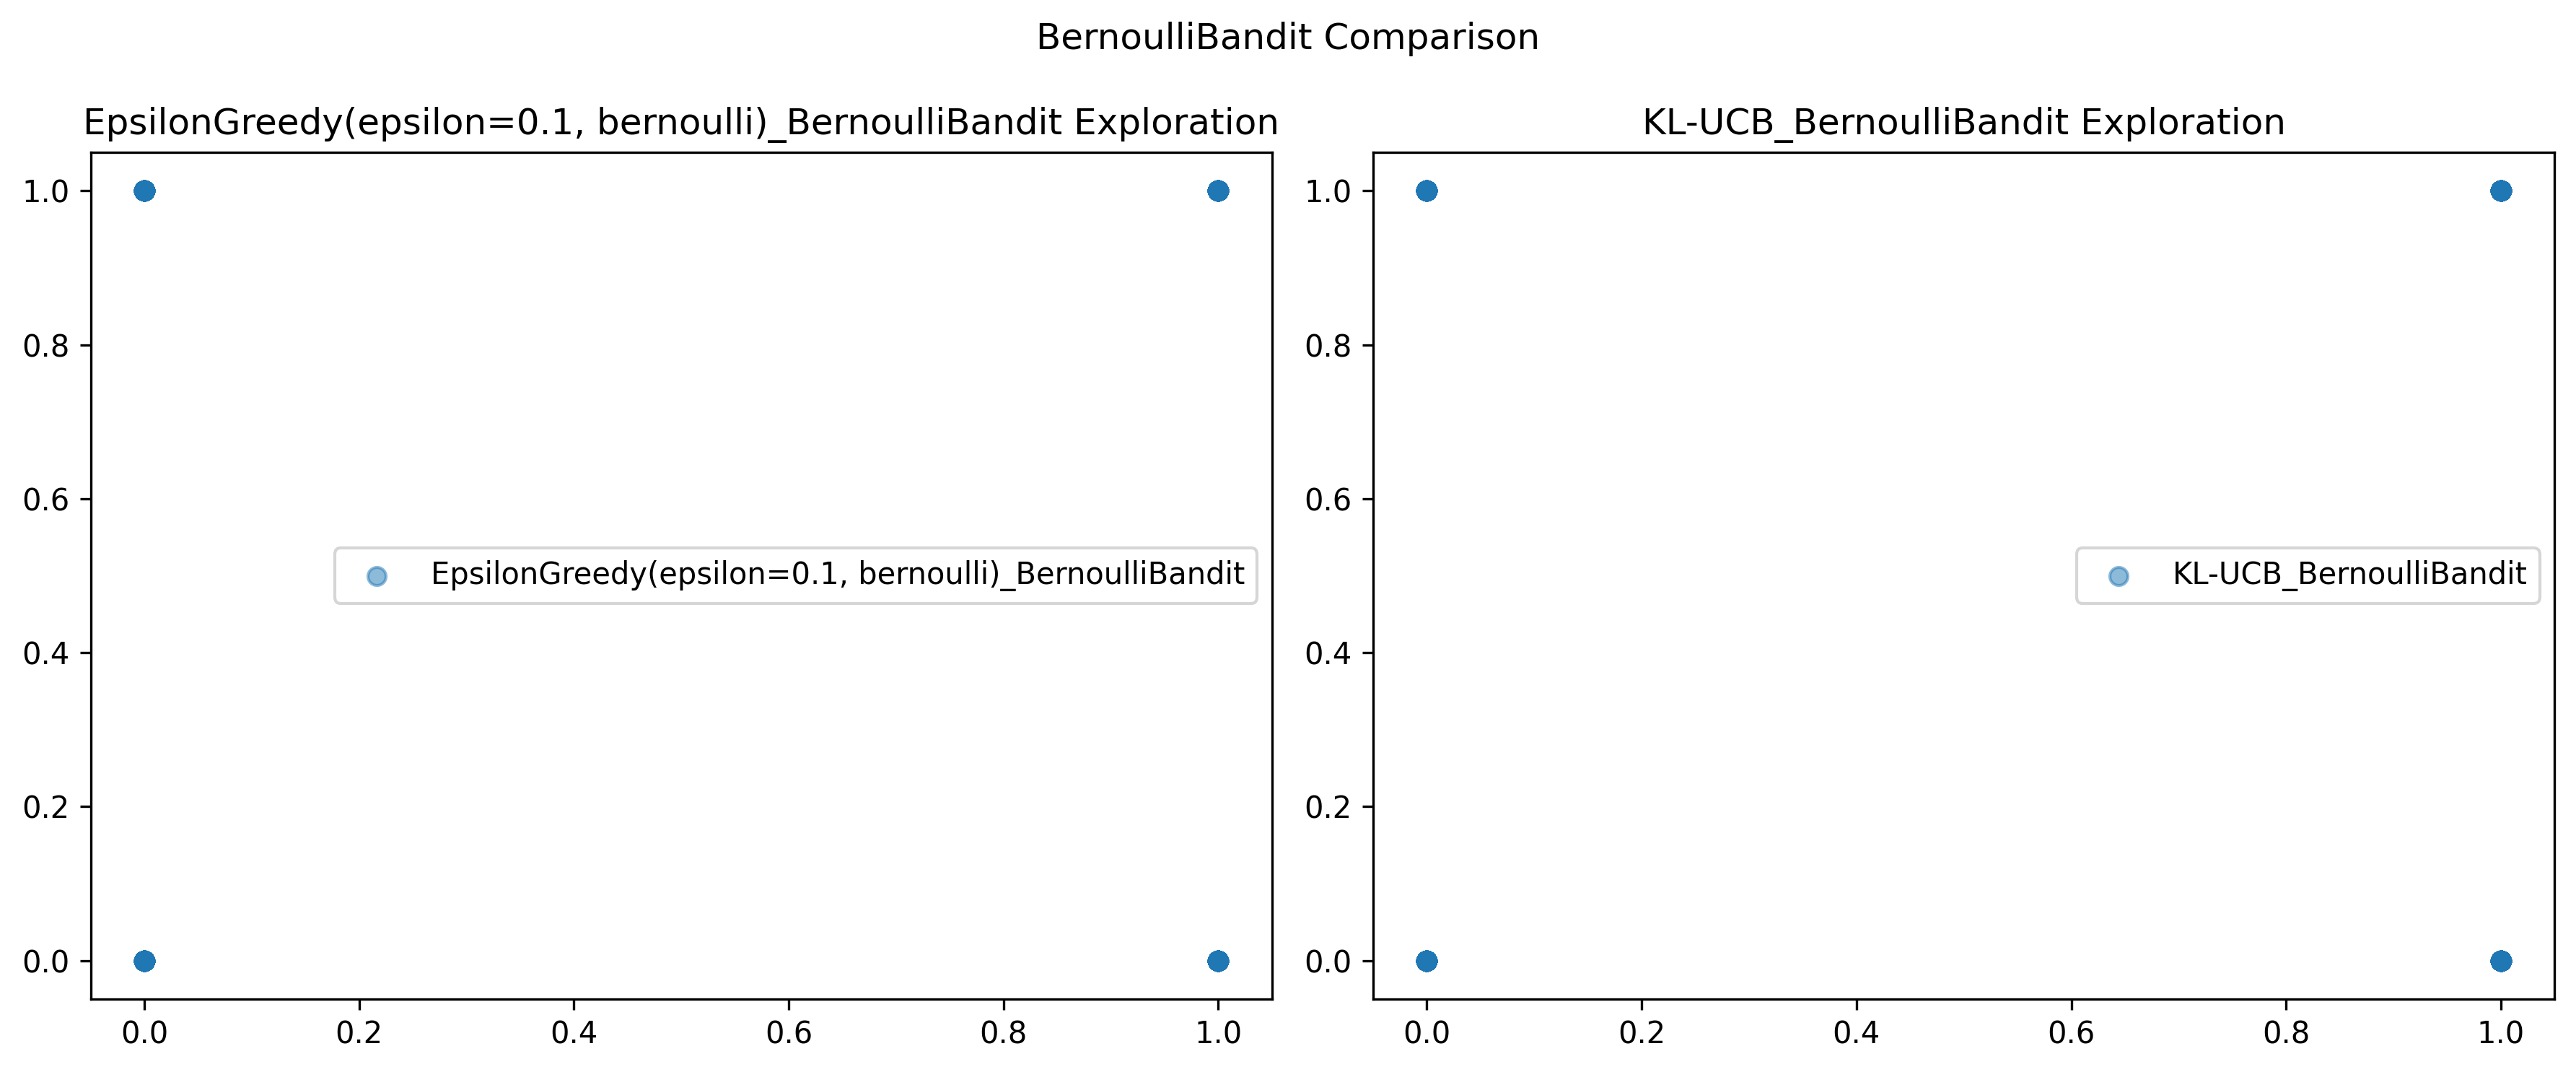 BernoulliBandit Comparison
EpsilonGreedy(epsilon=0.1, bernoulli)_BernoulliBandit Exploration
1.0
0.8
0.6
0.4
0.2
0.0
EpsilonGreedy(epsilon=0.1, bernoulli)_BernoulliBandit
0.0 0.2 0.4 0.6 0.8 1.0
KL-UCB_BernoulliBandit Exploration
1.0
0.8
0.6
0.4
0.2
0.0
KL-UCB_BernoulliBandit
0.0 0.2 0.4 0.6 0.8 1.0